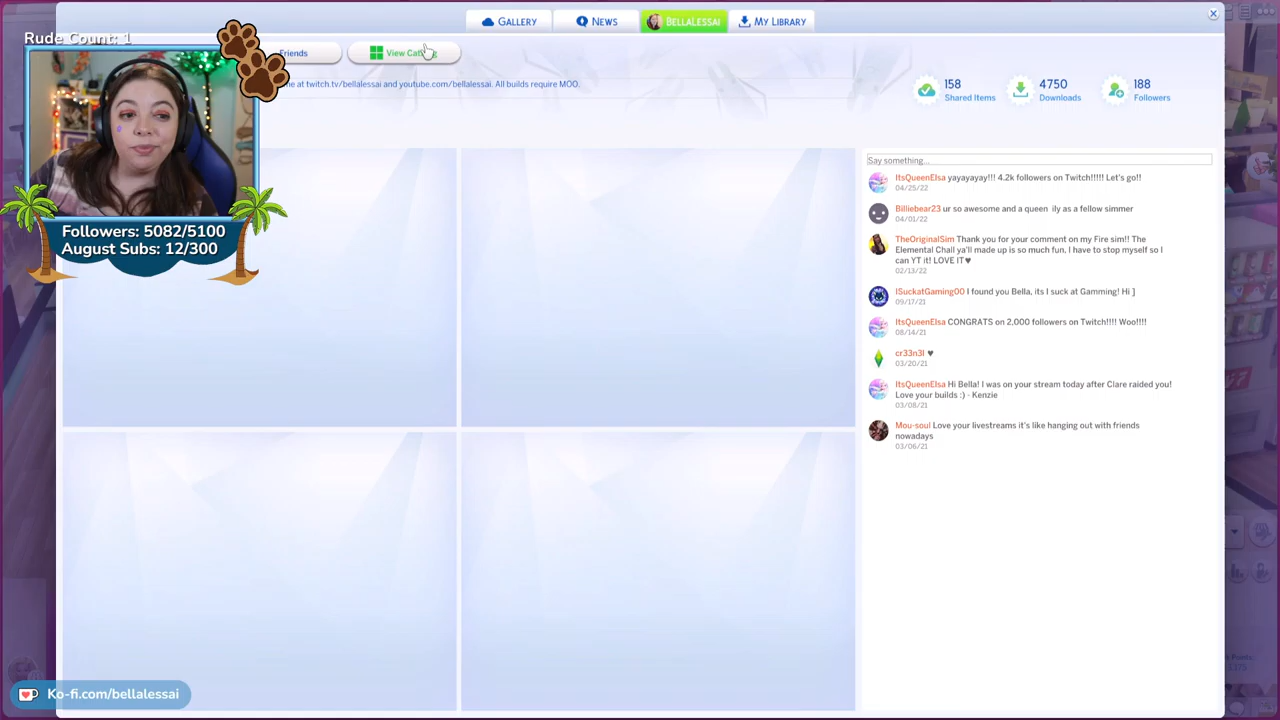 GALLERY
NEWS
BELLALESSAI
MY LIBRARY
Rude Count: 1
Friends
me at twitch.tv/bellalessai and youtube.com/bellalessai. All builds require MOO.
158
Shared Items
4750
Downloads
188
Followers
Followers: 5082/5100
August Subs: 12/300
Say something...
ItsQueenElsa yayayayay!!! 4.2k followers on Twitch!!!!! Let's go!!
04/25/22
Billiebear23 ur so awesome and a queen ily as a fellow simmer
04/01/22
TheOriginalSim Thank you for your comment on my Fire sim!! The
Elemental Chall ya'll made up is so much fun, I have to stop myself so I
can YT it! LOVE IT♥
02/13/22
ISuckatGaming00 I found you Bella, its I suck at Gamming! Hi ]
09/17/21
ItsQueenElsa CONGRATS on 2,000 followers on Twitch!!!! Woo!!!!
08/14/21
cr33n3l ♥
03/20/21
ItsQueenElsa Hi Bella! I was on your stream today after Clare raided you!
Love your builds :) - Kenzie
03/08/21
Mou-soul Love your livestreams it's like hanging out with friends
nowadays
03/06/21
Ko-fi.com/bellalessai